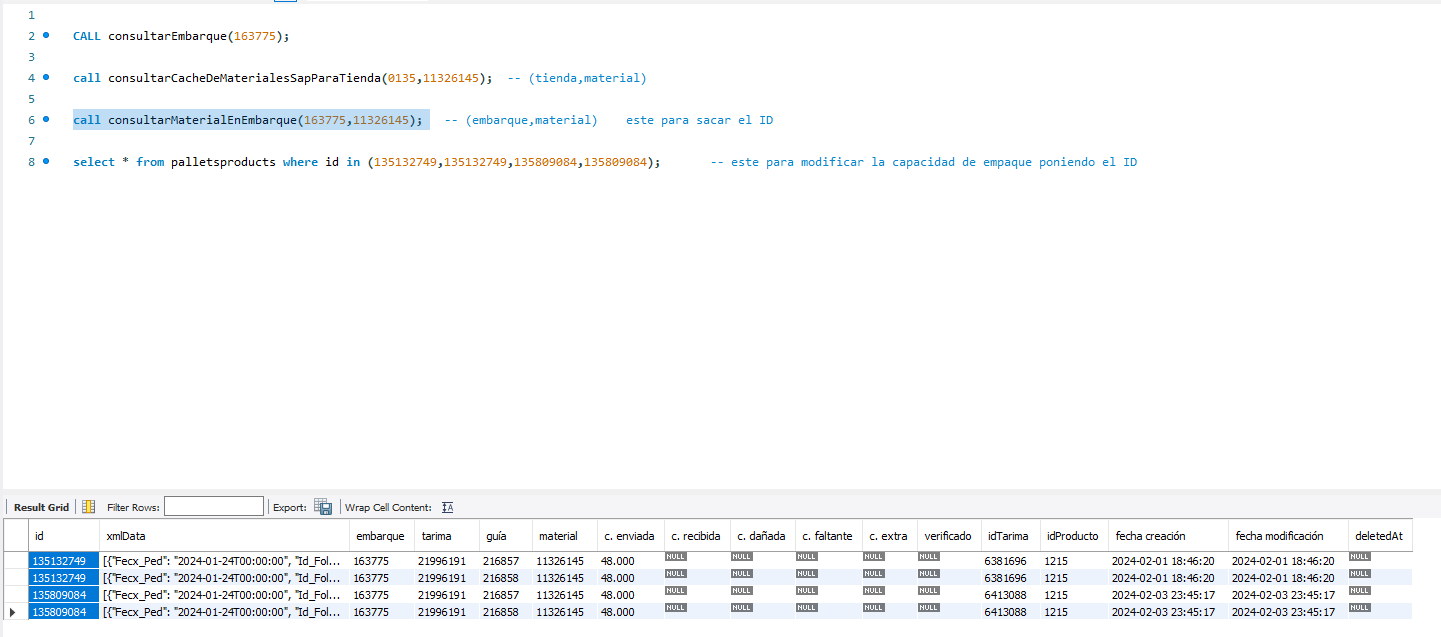 1
2 CALL consultarEmbarque(163775);
3
4 call consultarCacheDeMaterialesSapParaTienda(0135,11326145);  -- (tienda,material)
5
6 call consultarMaterialEnEmbarque(163775,11326145);   -- (embarque,material)    este para sacar el ID
7
8 select * from palletsproducts where id in (135132749,135132749,135809084,135809084);       -- este para modificar la capacidad de empaque poniendo el ID
Result Grid Filter Rows: Export: Wrap Cell Content: IA
id xmlData embarque tarima guía material c. enviada c. recibida c. dañada c. faltante c. extra verificado idTarima idProducto fecha creación fecha modificación deletedAt
135132749 [{"Fecx_Ped": "2024-01-24T00:00:00", "Id_Fol... 163775 21996191 216857 11326145 48.000 NULL NULL NULL NULL NULL 6381696 1215 2024-02-01 18:46:20 2024-02-01 18:46:20 NULL
135132749 [{"Fecx_Ped": "2024-01-24T00:00:00", "Id_Fol... 163775 21996191 216858 11326145 48.000 NULL NULL NULL NULL NULL 6381696 1215 2024-02-01 18:46:20 2024-02-01 18:46:20 NULL
135809084 [{"Fecx_Ped": "2024-01-24T00:00:00", "Id_Fol... 163775 21996191 216857 11326145 48.000 NULL NULL NULL NULL NULL 6413088 1215 2024-02-03 23:45:17 2024-02-03 23:45:17 NULL
135809084 [{"Fecx_Ped": "2024-01-24T00:00:00", "Id_Fol... 163775 21996191 216858 11326145 48.000 NULL NULL NULL NULL NULL 6413088 1215 2024-02-03 23:45:17 2024-02-03 23:45:17 NULL